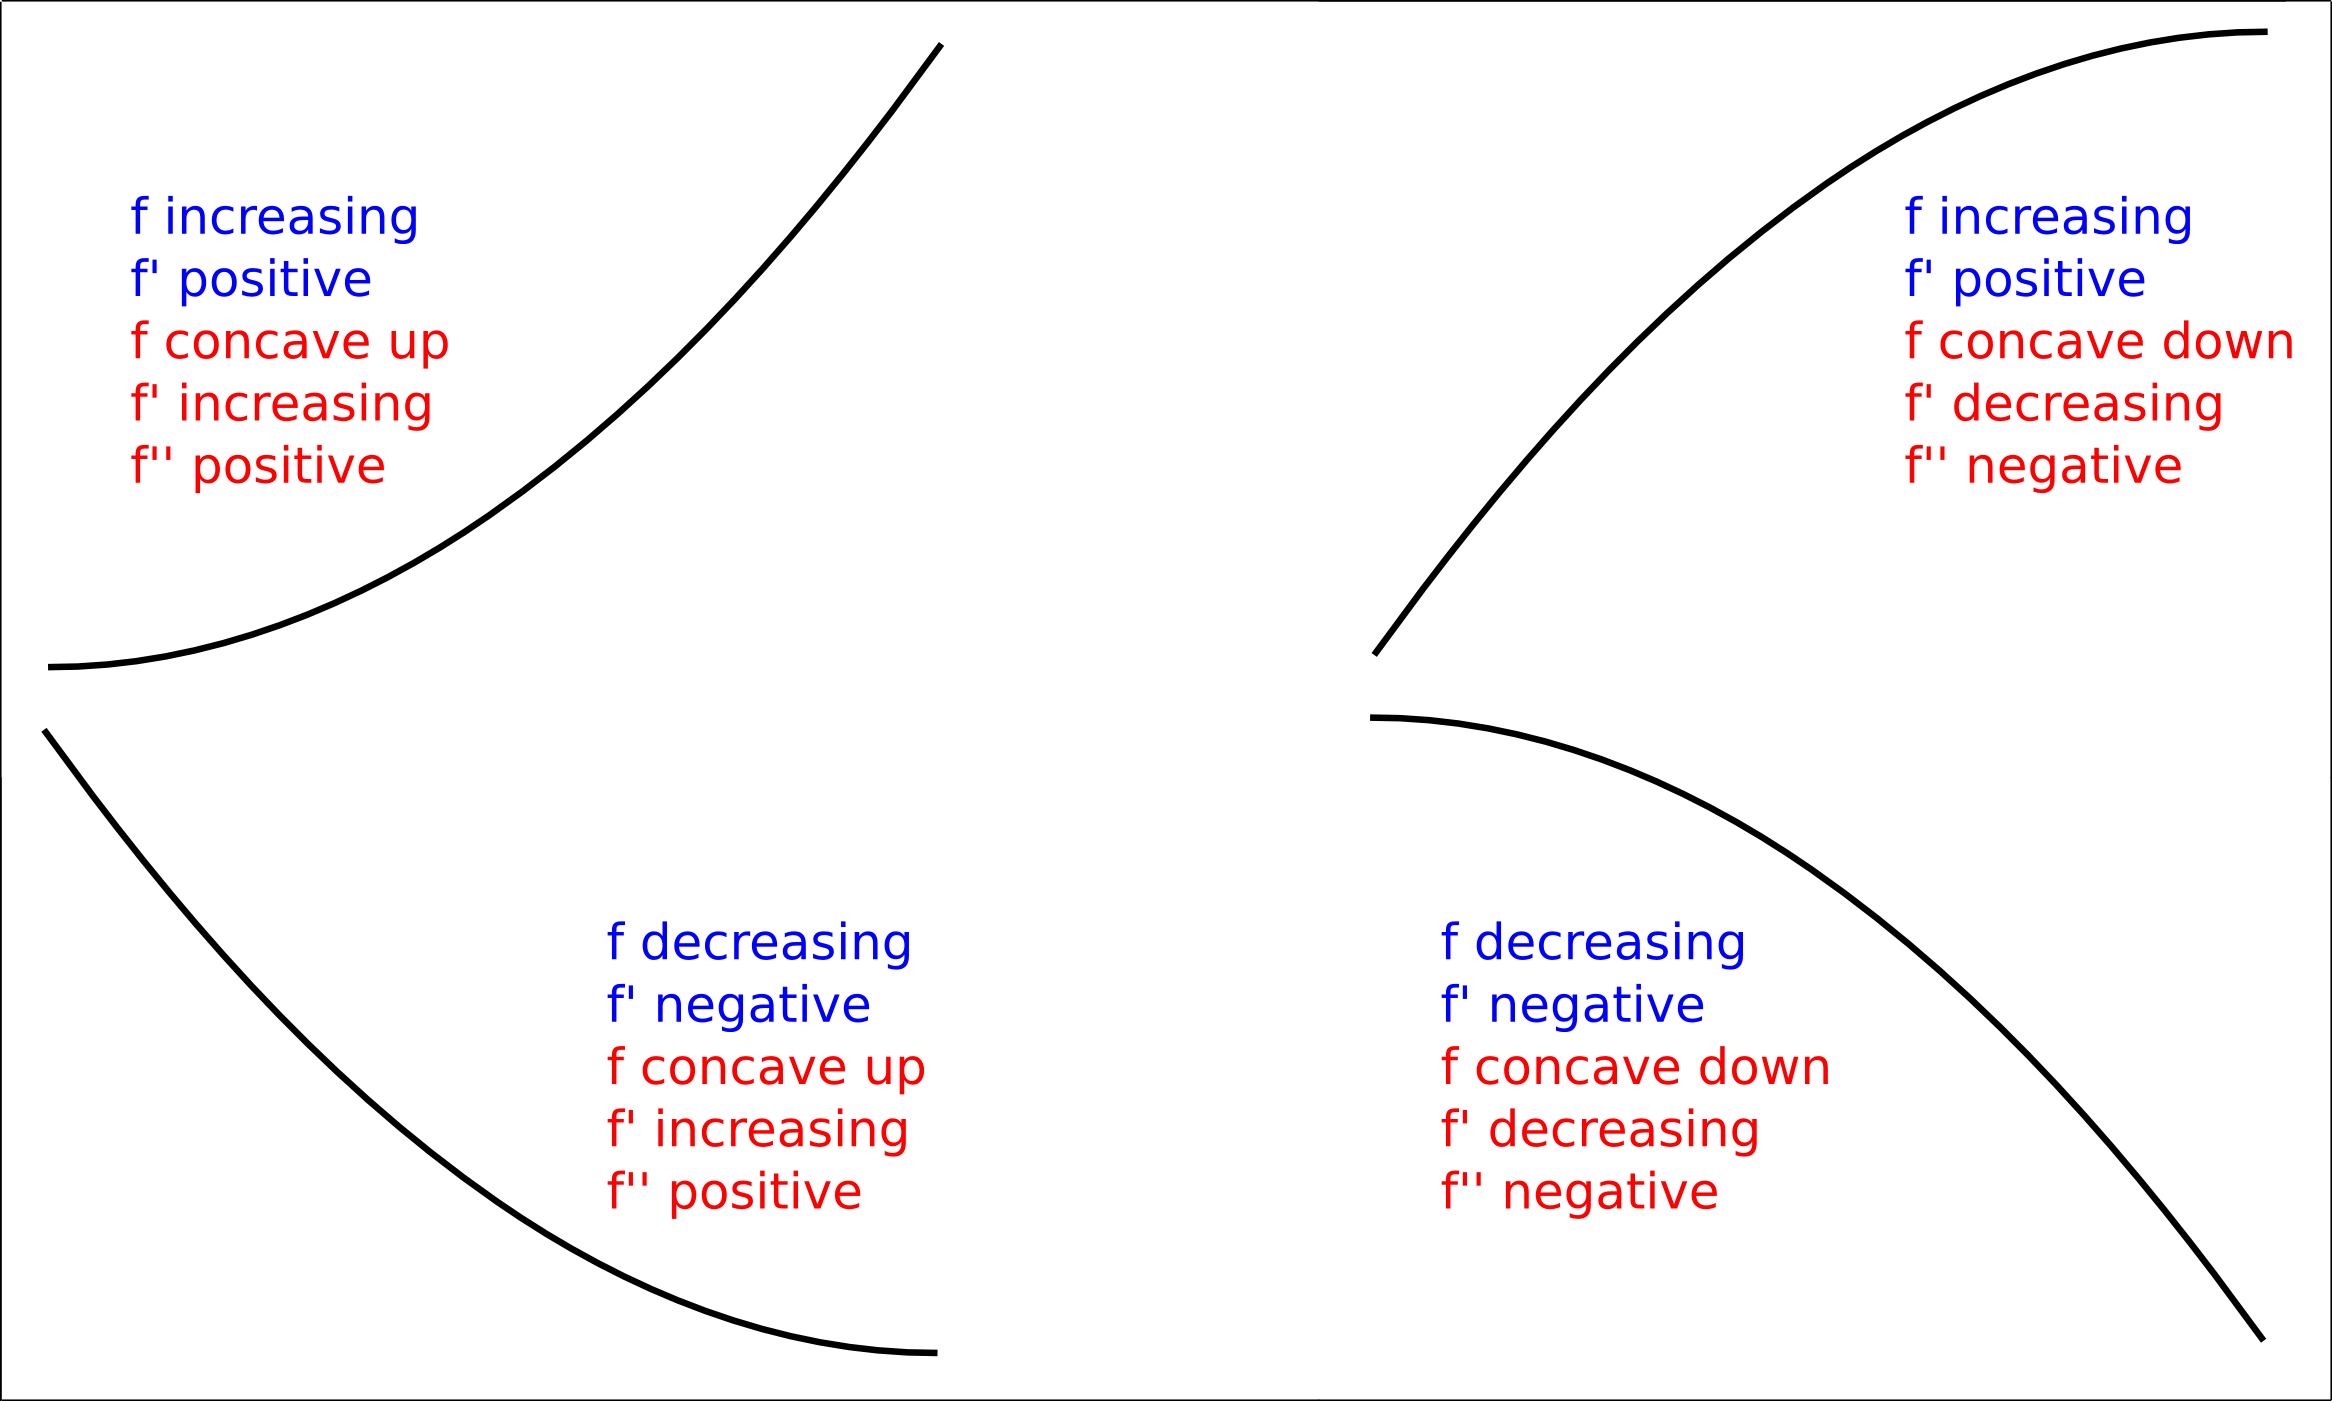 f increasing
f' positive
f concave up
f' increasing
f'' positive
f increasing
f' positive
f concave down
f' decreasing
f'' negative
f decreasing
f' negative
f concave up
f' increasing
f'' positive
f decreasing
f' negative
f concave down
f' decreasing
f'' negative